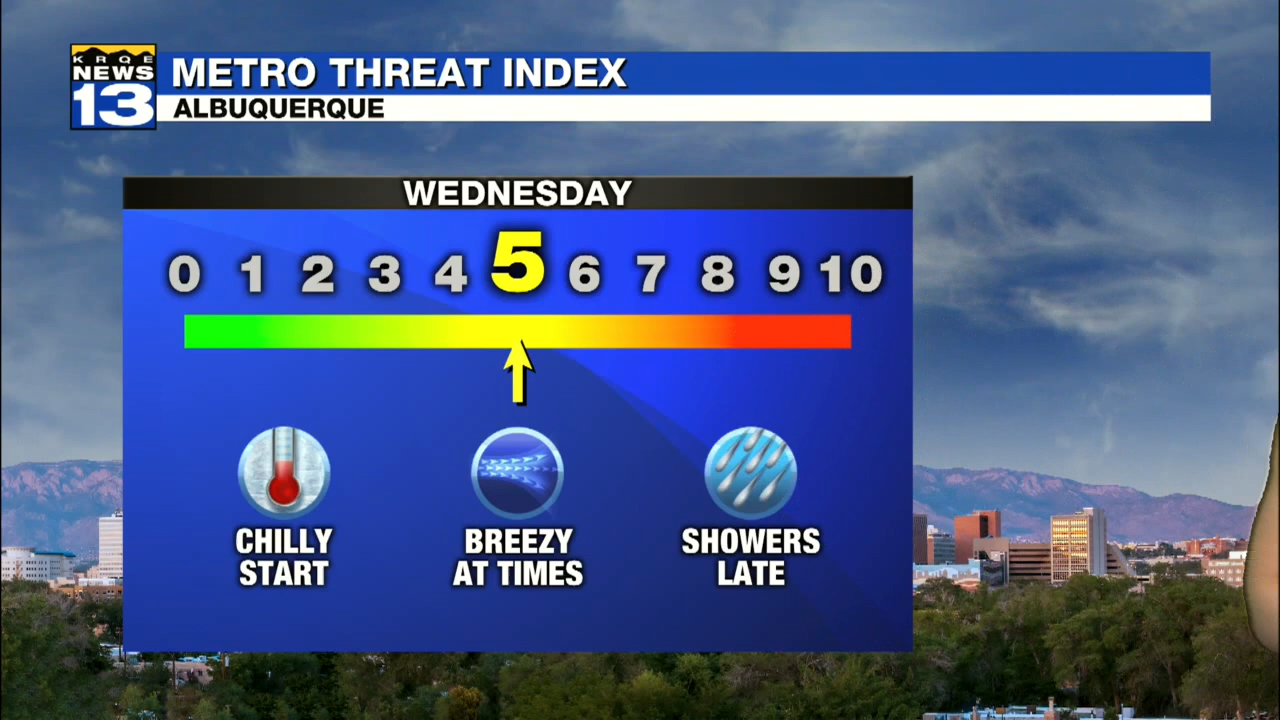 KRQE
NEWS
13
METRO THREAT INDEX
ALBUQUERQUE
WEDNESDAY
0 1 2 3 4 5 6 7 8 9 10
CHILLY
START
BREEZY
AT TIMES
SHOWERS
LATE